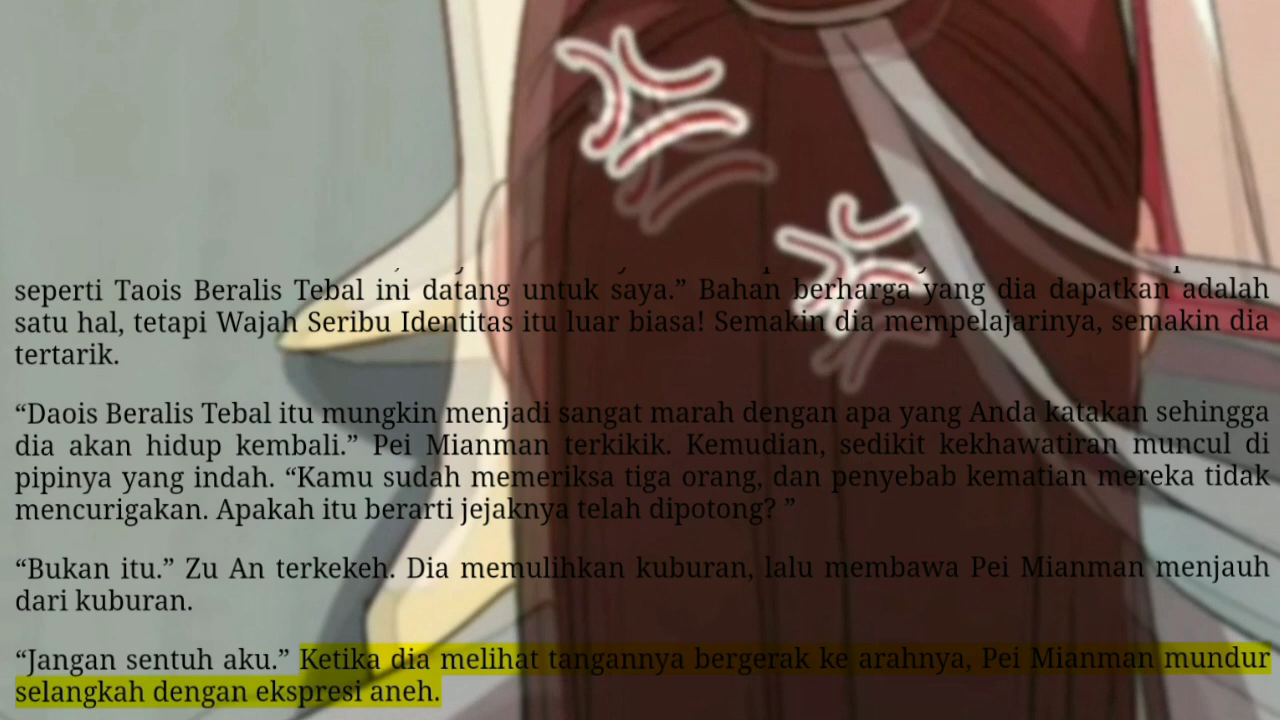 seperti Taois Beralis Tebal ini datang untuk saya.” Bahan berharga yang dia dapatkan adalah
satu hal, tetapi Wajah Seribu Identitas itu luar biasa! Semakin dia mempelajarinya, semakin dia
tertarik.
“Daois Beralis Tebal itu mungkin menjadi sangat marah dengan apa yang Anda katakan sehingga
dia akan hidup kembali.” Pei Mianman terkikik. Kemudian, sedikit kekhawatiran muncul di
pipinya yang indah. “Kamu sudah memeriksa tiga orang, dan penyebab kematian mereka tidak
mencurigakan. Apakah itu berarti jejaknya telah dipotong? ”
“Bukan itu.” Zu An terkekeh. Dia memulihkan kuburan, lalu membawa Pei Mianman menjauh
dari kuburan.
“Jangan sentuh aku.” Ketika dia melihat tangannya bergerak ke arahnya, Pei Mianman mundur
selangkah dengan ekspresi aneh.